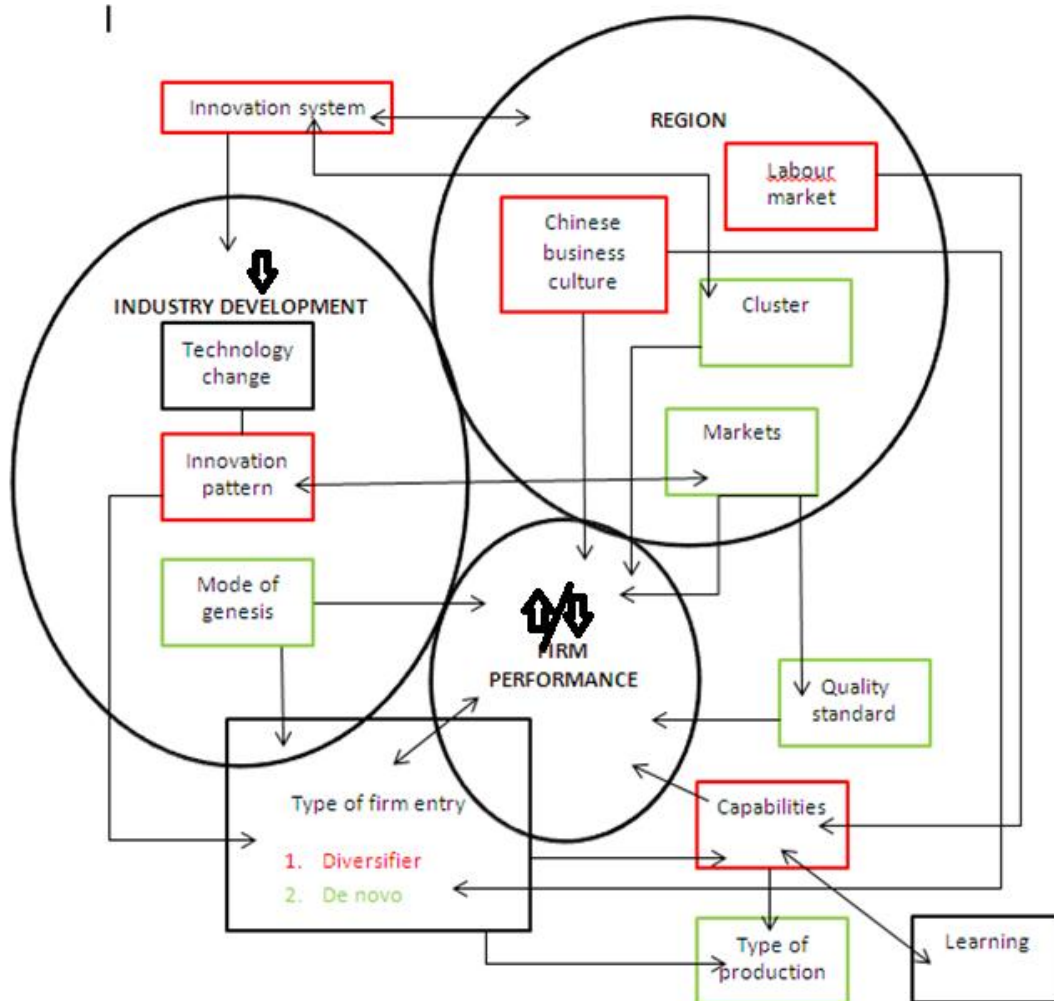 Innovation system
REGION
Labour
market
Chinese
business
culture
Cluster
INDUSTRY DEVELOPMENT
Technology
change
Markets
Innovation
pattern
Mode of
genesis
FIRM
PERFORMANCE
Quality
standard
Type of firm entry
1. Diversifier
2. De novo
Capabilities
Type of
production
Learning